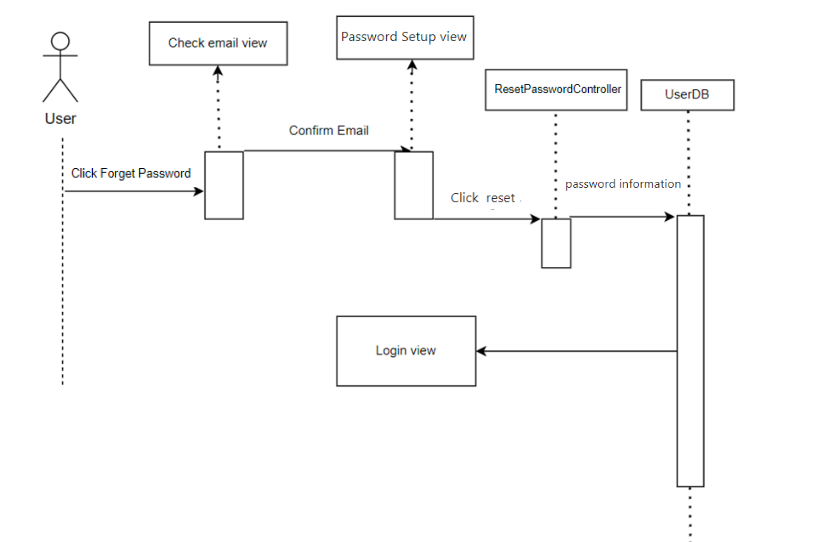 Check email view
Password Setup view
ResetPasswordController
UserDB
User
Confirm Email
Click Forget Password
password information
Click reset
Login view